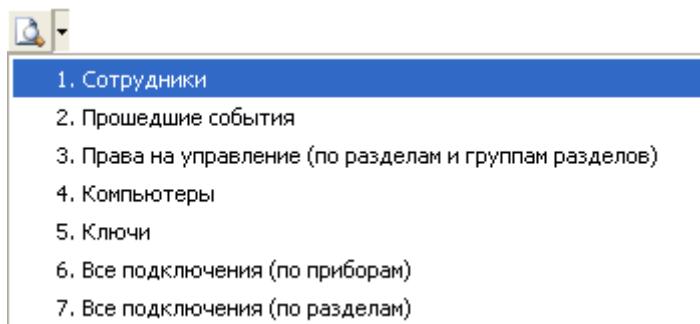 1. Сотрудники
2. Прошедшие события
3. Права на управление (по разделам и группам разделов)
4. Компьютеры
5. Ключи
6. Все подключения (по приборам)
7. Все подключения (по разделам)